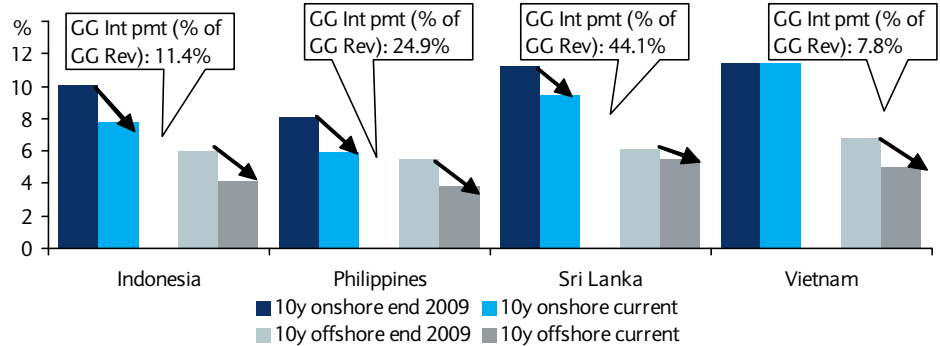 %
12
10
8
6
4
2
0
GG Int pmt (% of
GG Rev): 11.4%
GG Int pmt (% of
GG Rev): 24.9%
GG Int pmt (% of
GG Rev): 44.1%
GG Int pmt (% of
GG Rev): 7.8%
Indonesia
Philippines
Sri Lanka
Vietnam
10y onshore end 2009
10y onshore current
10y offshore end 2009
10y offshore current